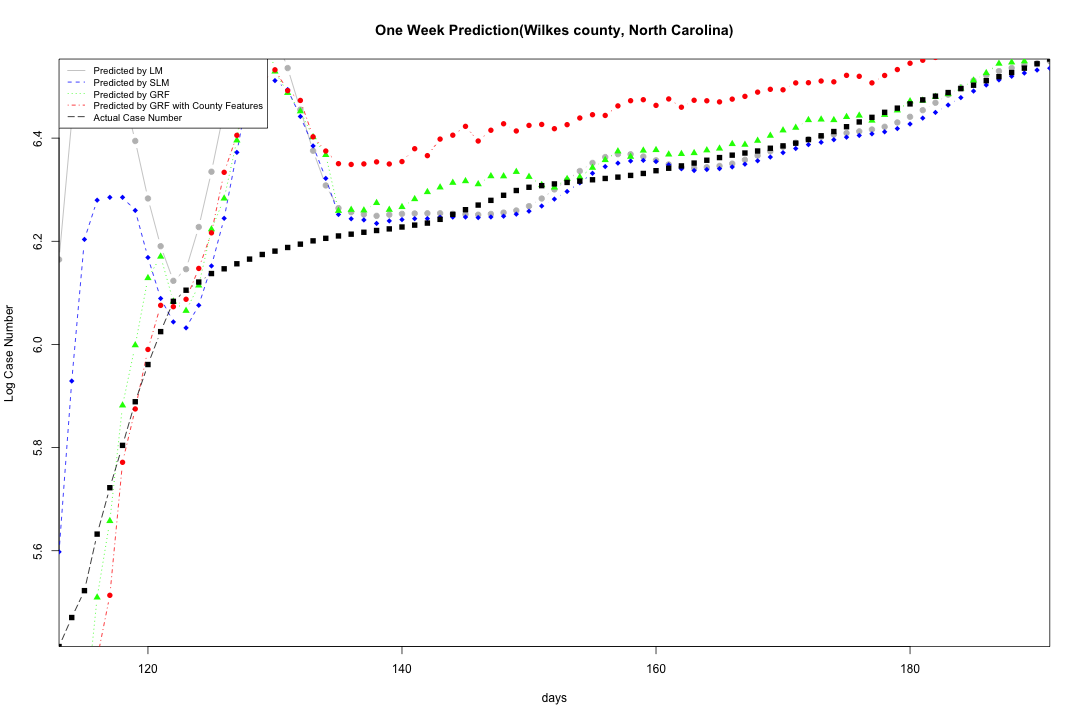 One Week Prediction(Wilkes county, North Carolina)
Predicted by LM
Predicted by SLM
Predicted by GRF
Predicted by GRF with County Features
Actual Case Number
Log Case Number
6.4
6.2
6.0
5.8
5.6
120 140 160 180
days